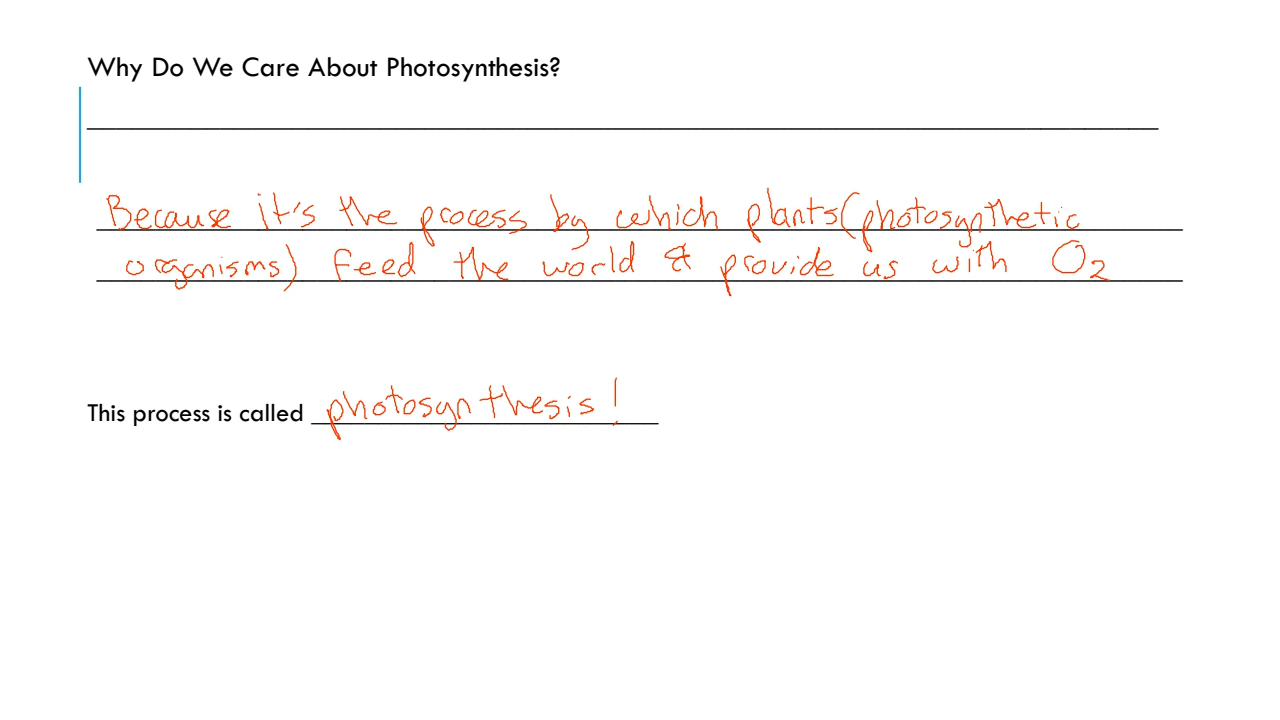 Why Do We Care About Photosynthesis?
Because it's the process by which plants (photosynthetic
organisms) feed the world & provide us with O₂
This process is called photosynthesis!